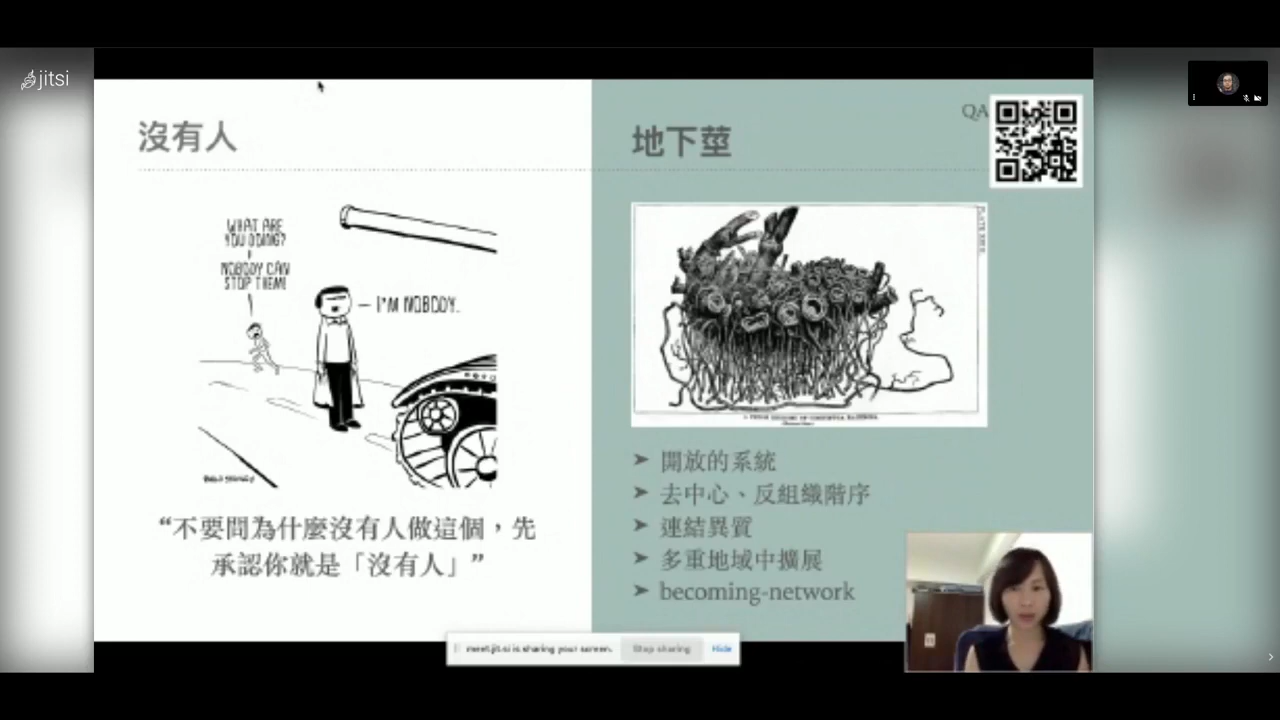 jitsi
沒有人
WHAT ARE
YOU DOING?
NOBODY CAN
STOP THEM!
— I'M NOBODY.
“不要問為什麼沒有人做這個，先
承認你就是「沒有人」”
地下莖
QA
➤ 開放的系統
➤ 去中心、反組織階序
➤ 連結異質
➤ 多重地域中擴展
➤ becoming-network
meet.jit.si is sharing your screen.
Stop sharing
Hide